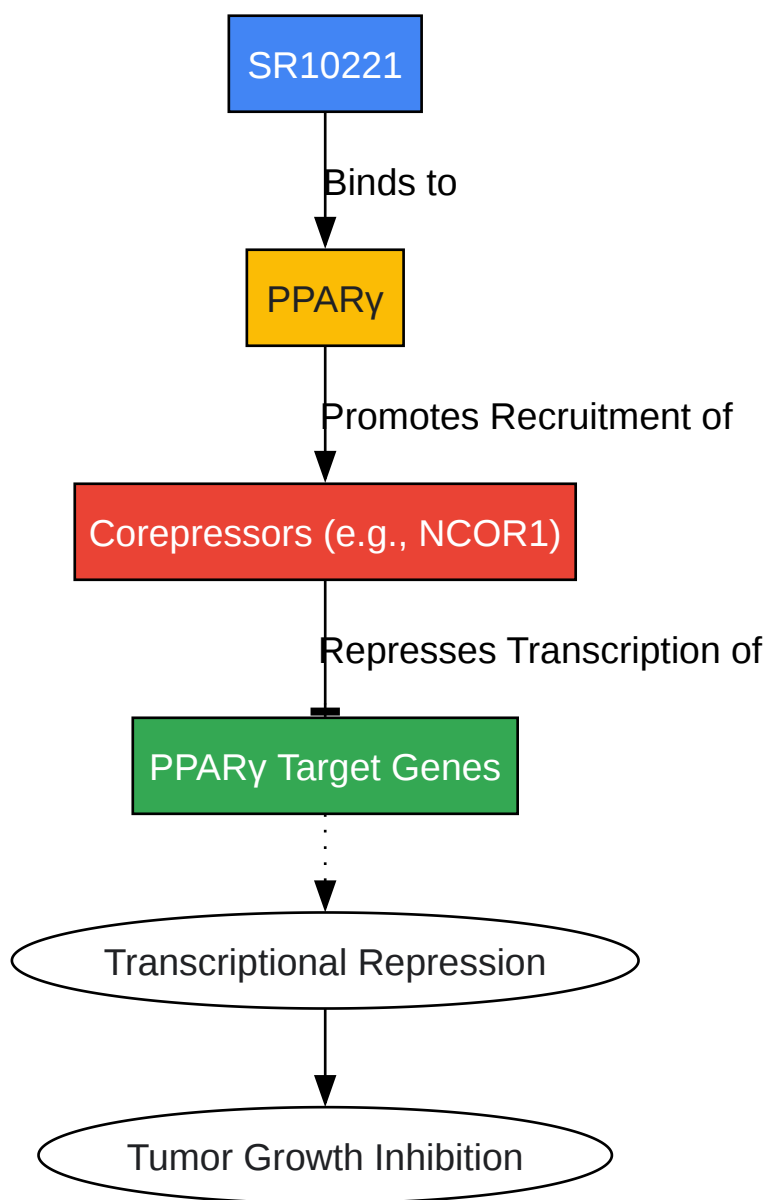 SR10221
Binds to
PPARγ
Promotes Recruitment of
Corepressors (e.g., NCOR1)
Represses Transcription of
PPARγ Target Genes
Transcriptional Repression
Tumor Growth Inhibition